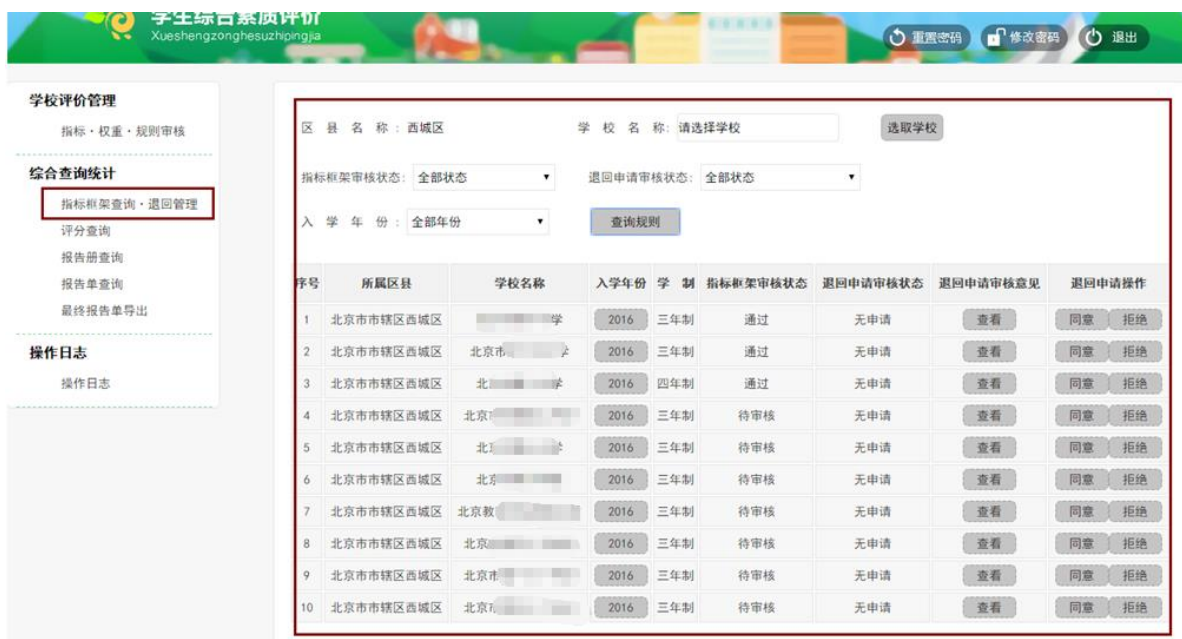 学生综合素质评价
Xueshengzonghesuzhipingjia
重置密码 修改密码 退出
学校评价管理
指标·权重·规则审核
综合查询统计
指标框架查询·退回管理
评分查询
报告册查询
报告单查询
最终报告单导出
操作日志
操作日志
区县名称：西城区 学校名称：请选择学校 选取学校
指标框架审核状态：全部状态 退回申请审核状态：全部状态
入学年份：全部年份 查询规则
序号 所属区县 学校名称 入学年份 学制 指标框架审核状态 退回申请审核状态 退回申请审核意见 退回申请操作
1 北京市市辖区西城区 学 2016 三年制 通过 无申请 查看 同意 拒绝
2 北京市市辖区西城区 北京市 2016 三年制 通过 无申请 查看 同意 拒绝
3 北京市市辖区西城区 北 2016 四年制 通过 无申请 查看 同意 拒绝
4 北京市市辖区西城区 北京 2016 三年制 待审核 无申请 查看 同意 拒绝
5 北京市市辖区西城区 北 2016 三年制 待审核 无申请 查看 同意 拒绝
6 北京市市辖区西城区 北京 2016 三年制 待审核 无申请 查看 同意 拒绝
7 北京市市辖区西城区 北京教 2016 三年制 待审核 无申请 查看 同意 拒绝
8 北京市市辖区西城区 北京 2016 三年制 待审核 无申请 查看 同意 拒绝
9 北京市市辖区西城区 北京市 2016 三年制 待审核 无申请 查看 同意 拒绝
10 北京市市辖区西城区 北京 2016 三年制 待审核 无申请 查看 同意 拒绝